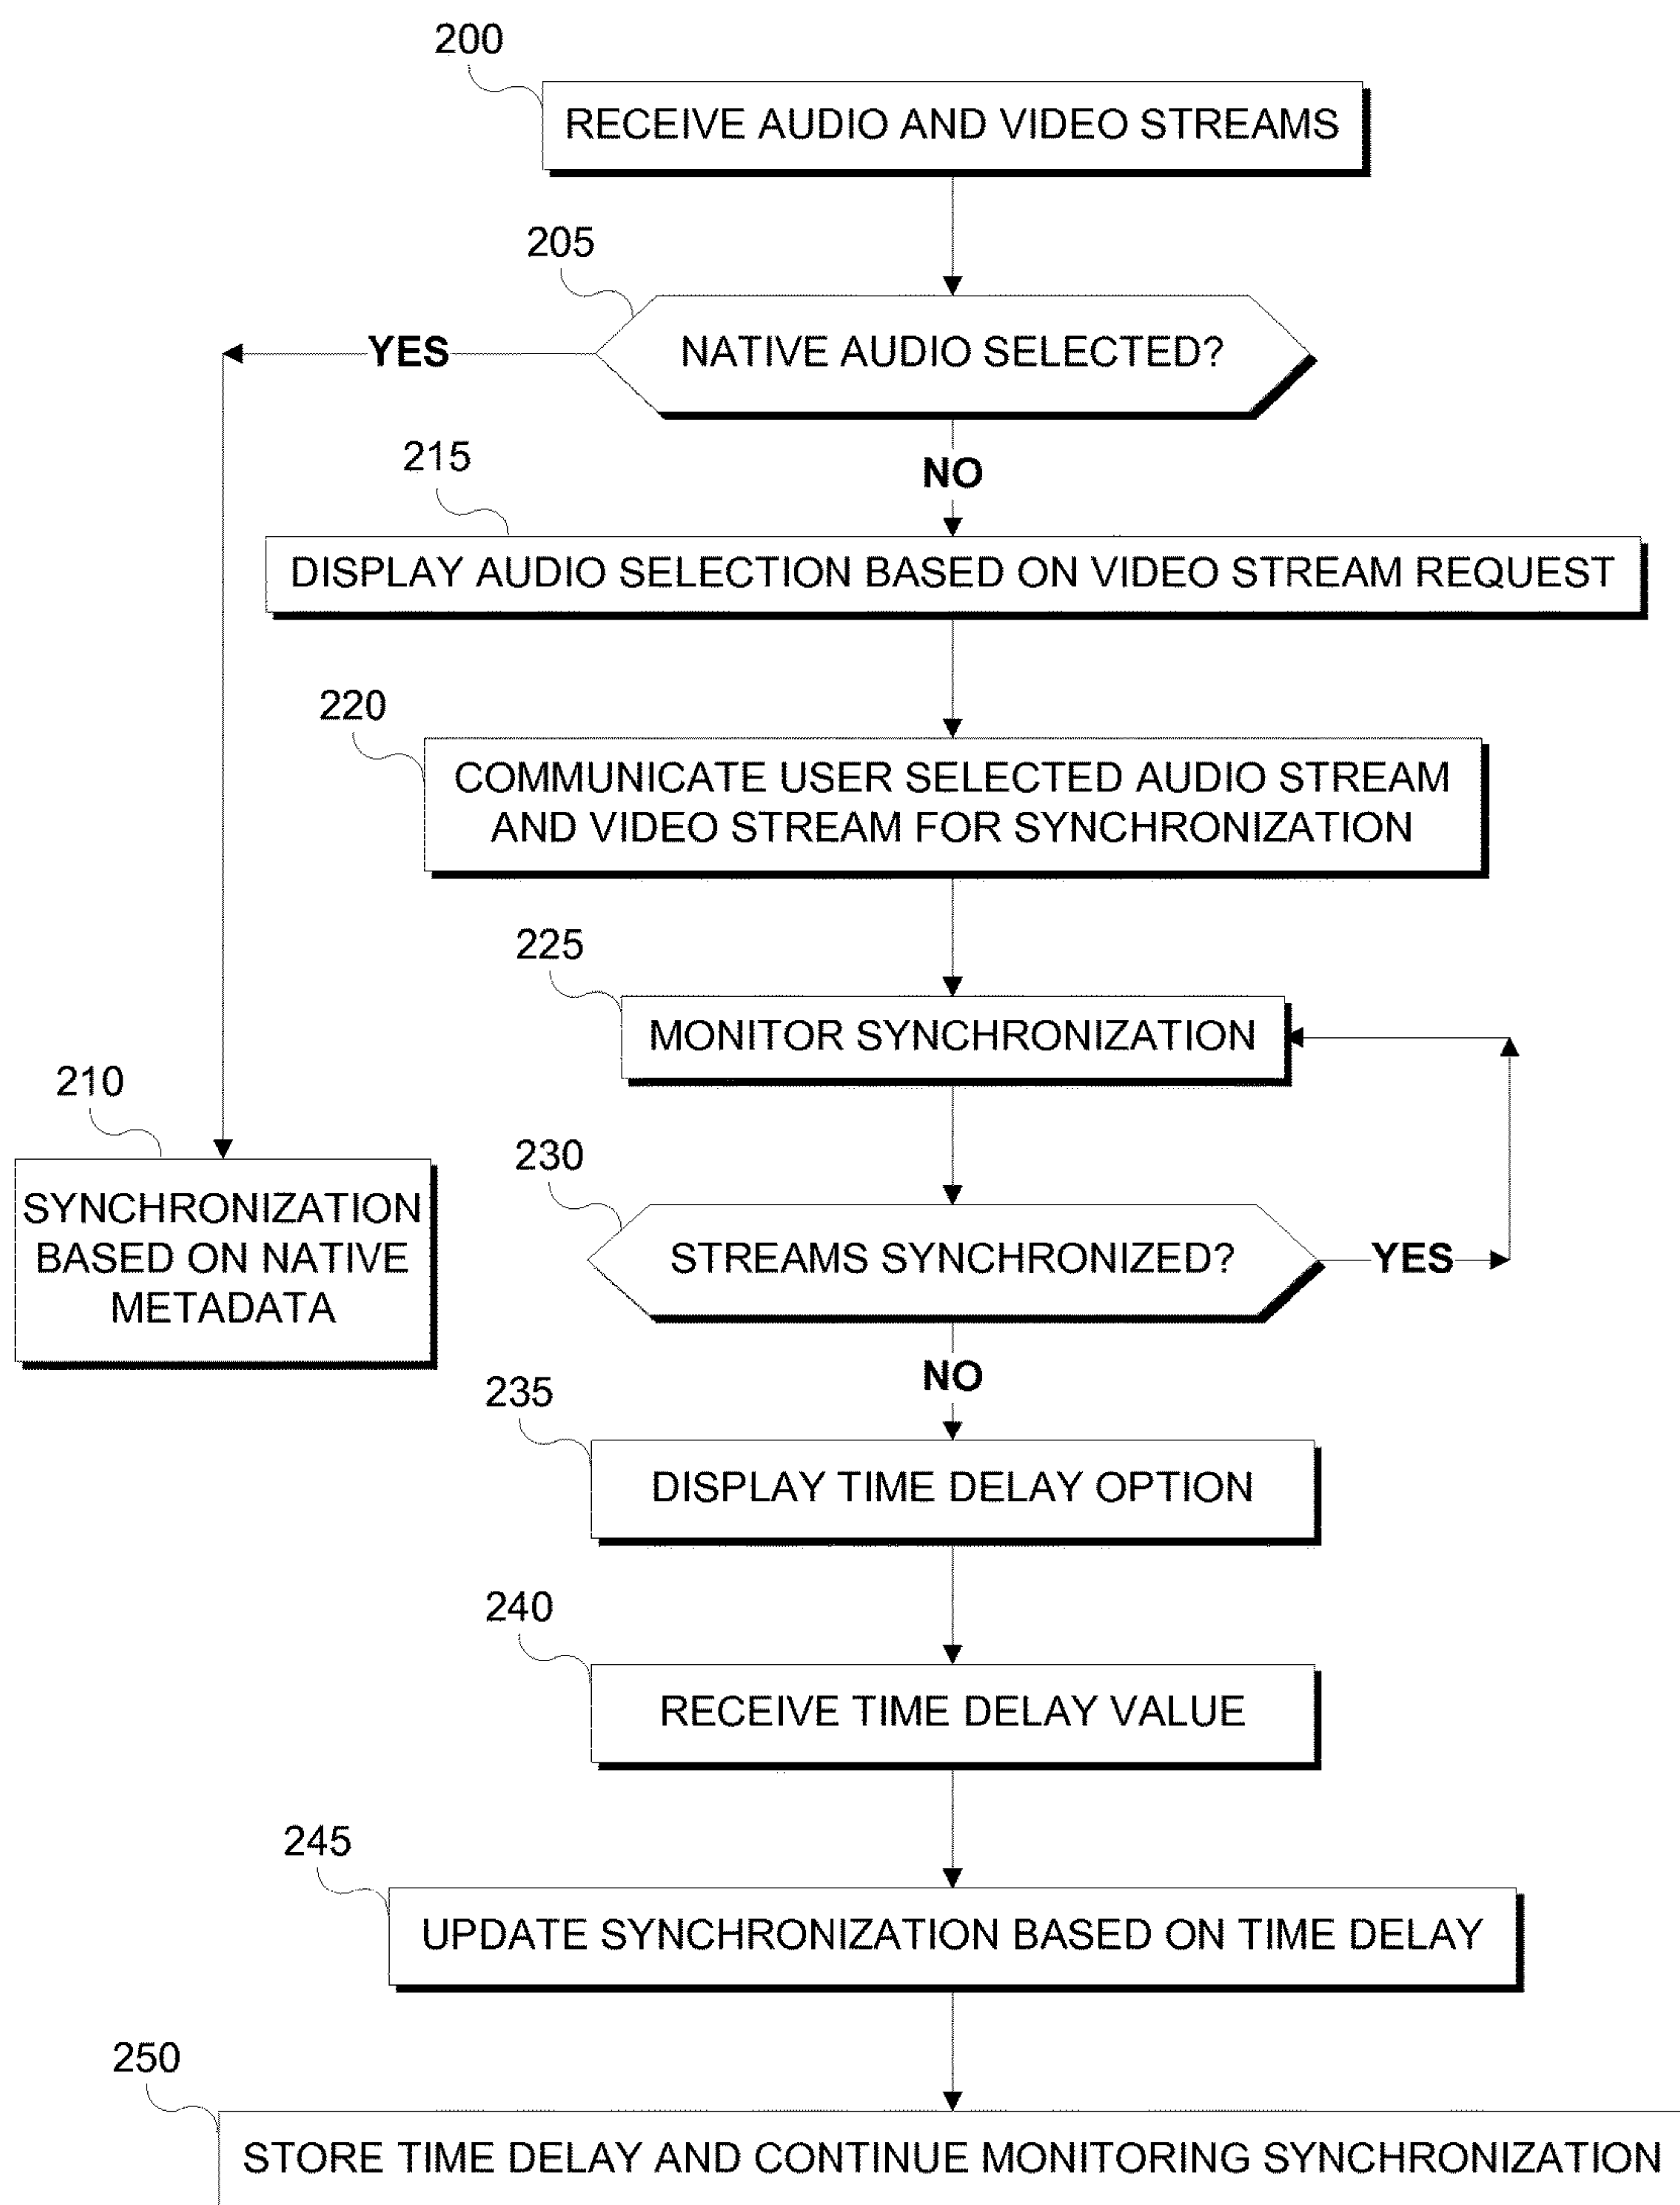 200
RECEIVE AUDIO AND VIDEO STREAMS
205
YES
NATIVE AUDIO SELECTED?
215
NO
DISPLAY AUDIO SELECTION BASED ON VIDEO STREAM REQUEST
220
COMMUNICATE USER SELECTED AUDIO STREAM
AND VIDEO STREAM FOR SYNCHRONIZATION
225
MONITOR SYNCHRONIZATION
210
SYNCHRONIZATION
BASED ON NATIVE
METADATA
230
STREAMS SYNCHRONIZED?
YES
NO
235
DISPLAY TIME DELAY OPTION
240
RECEIVE TIME DELAY VALUE
245
UPDATE SYNCHRONIZATION BASED ON TIME DELAY
250
STORE TIME DELAY AND CONTINUE MONITORING SYNCHRONIZATION